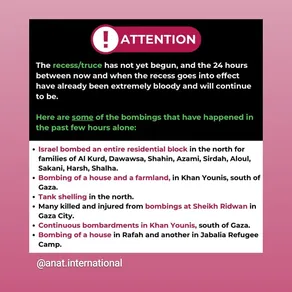 ! ATTENTION
The recess/truce has not yet begun, and the 24 hours
between now and when the recess goes into effect
have already been extremely bloody and will continue
to be.
Here are some of the bombings that have happened in
the past few hours alone:
• Israel bombed an entire residential block in the north for
families of Al Kurd, Dawawsa, Shahin, Azami, Sirdah, Aloul,
Sakani, Harsh, Shalha.
• Bombing of a house and a farmland, in Khan Younis, south of
Gaza.
• Tank shelling in the north.
• Many killed and injured from bombings at Sheikh Ridwan in
Gaza City.
• Continuous bombardments in Khan Younis, south of Gaza.
• Bombing of a house in Rafah and another in Jabalia Refugee
Camp.
@anat.international